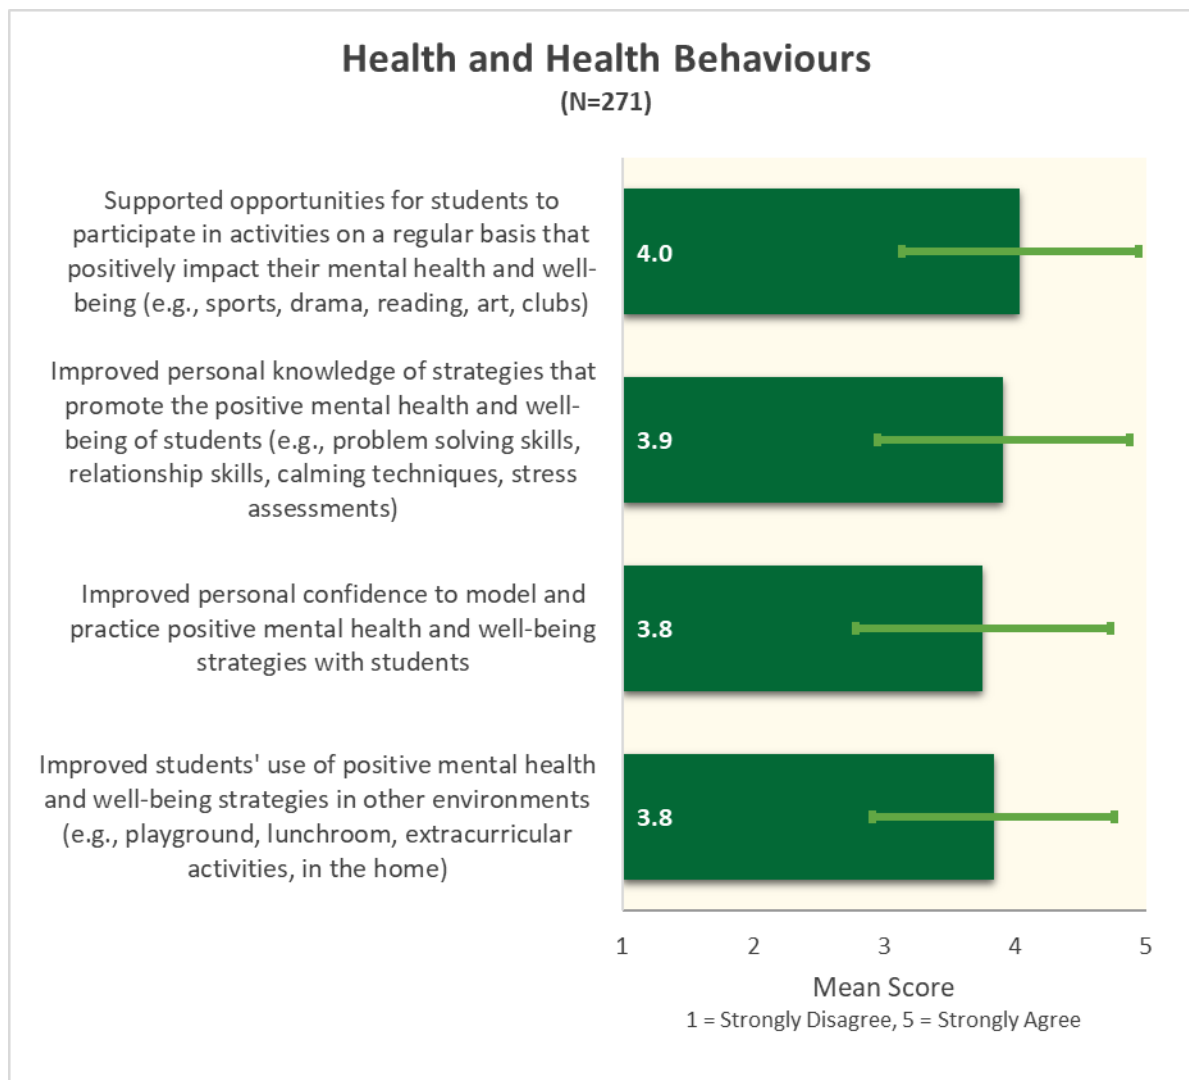 Health and Health Behaviours
(N=271)
Supported opportunities for students to
participate in activities on a regular basis that
positively impact their mental health and well-
being (e.g., sports, drama, reading, art, clubs)
4.0
Improved personal knowledge of strategies that
promote the positive mental health and well-
being of students (e.g., problem solving skills,
relationship skills, calming techniques, stress
assessments)
3.9
Improved personal confidence to model and
practice positive mental health and well-being
strategies with students
3.8
Improved students' use of positive mental health
and well-being strategies in other environments
(e.g., playground, lunchroom, extracurricular
activities, in the home)
3.8
1 2 3 4 5
Mean Score
1 = Strongly Disagree, 5 = Strongly Agree